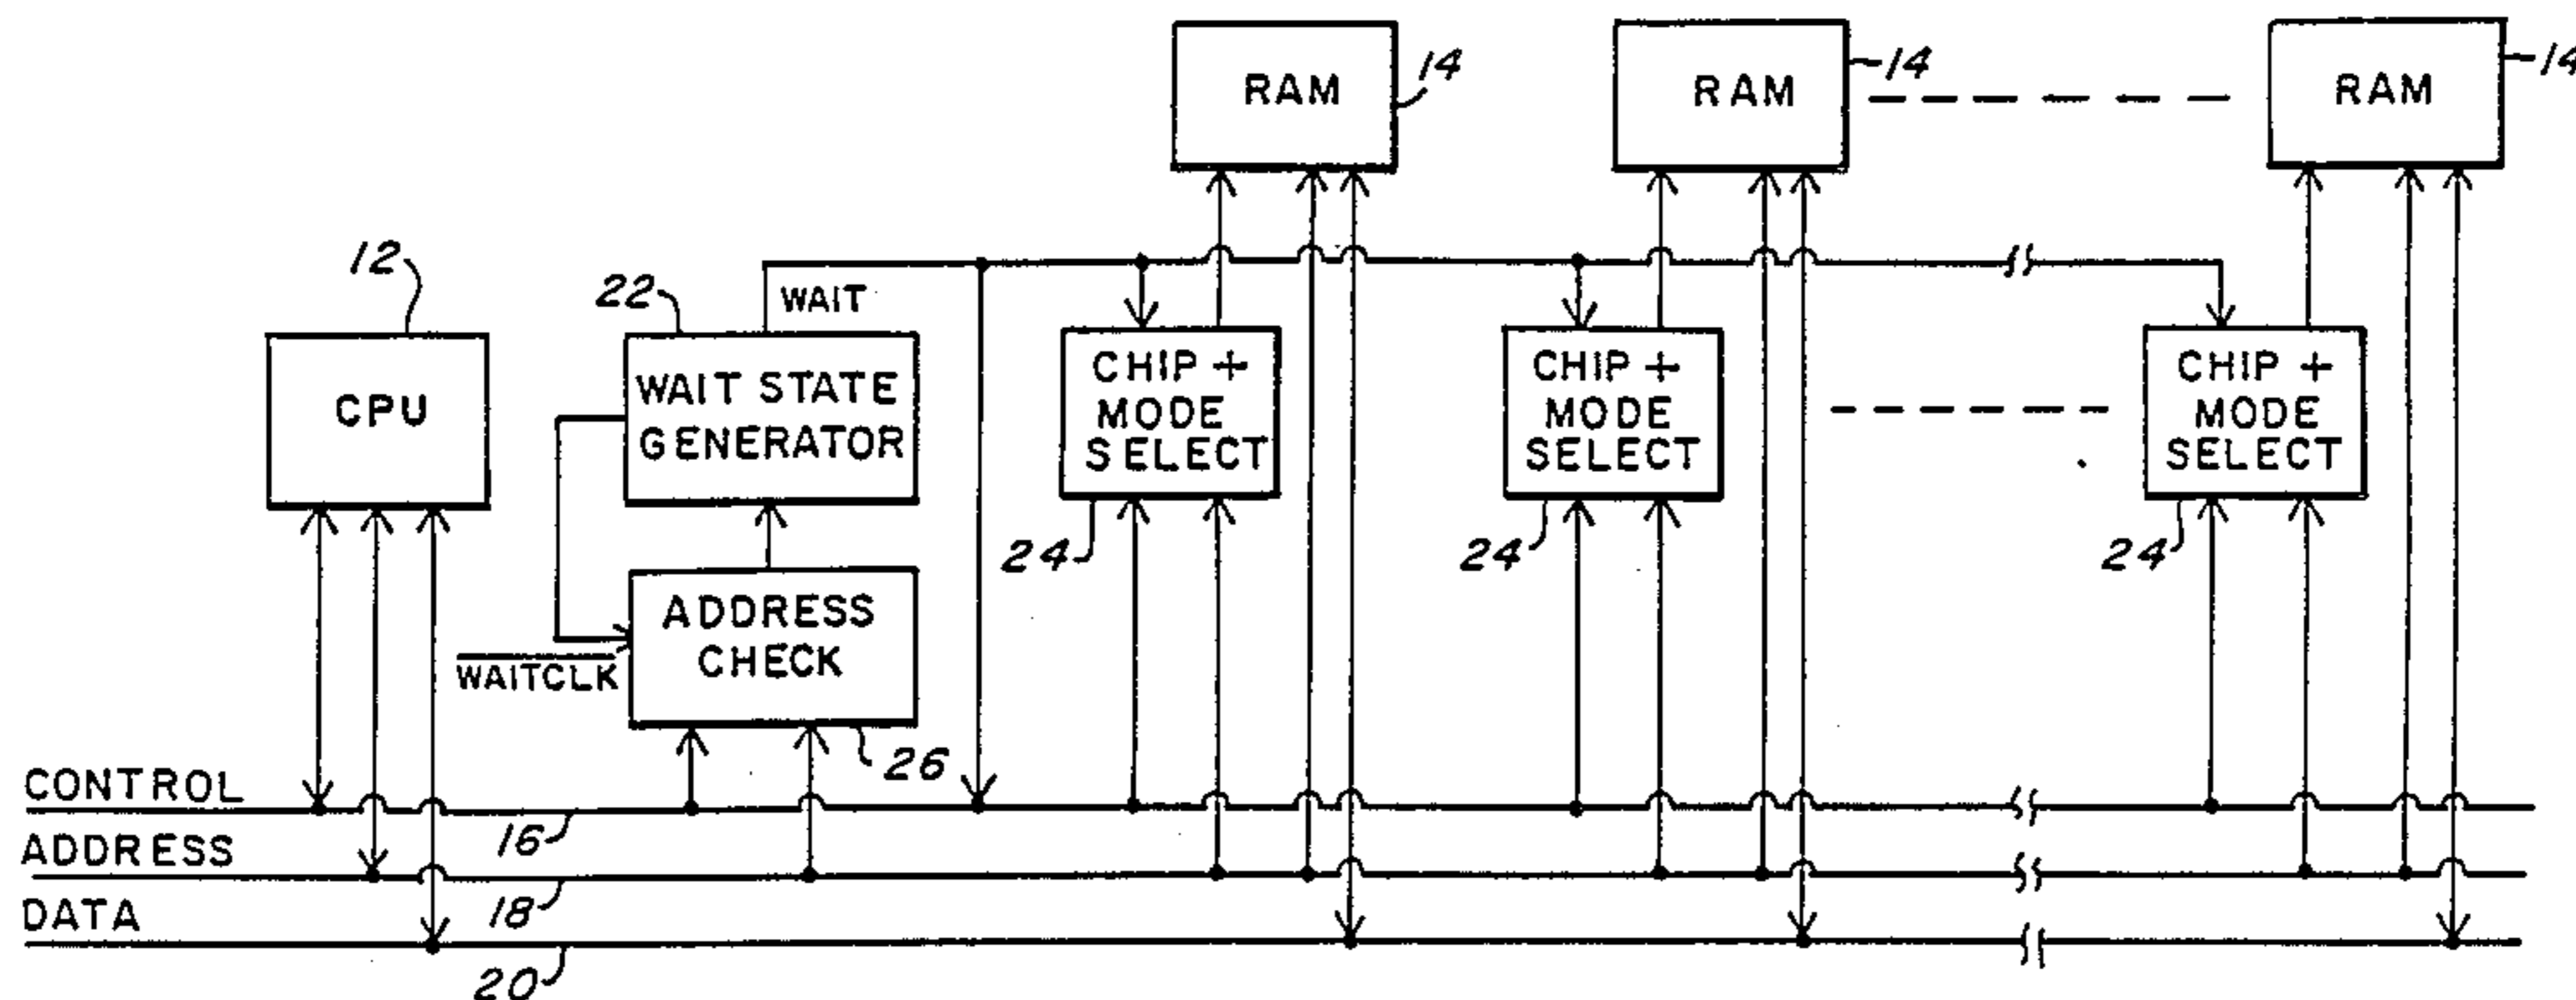 RAM
14
RAM
14
RAM
14
12
22
WAIT
CPU
WAIT STATE
GENERATOR
CHIP +
MODE
SELECT
CHIP +
MODE
SELECT
CHIP +
MODE
SELECT
24
24
24
ADDRESS
CHECK
WAITCLK
26
CONTROL
16
ADDRESS
18
DATA
20